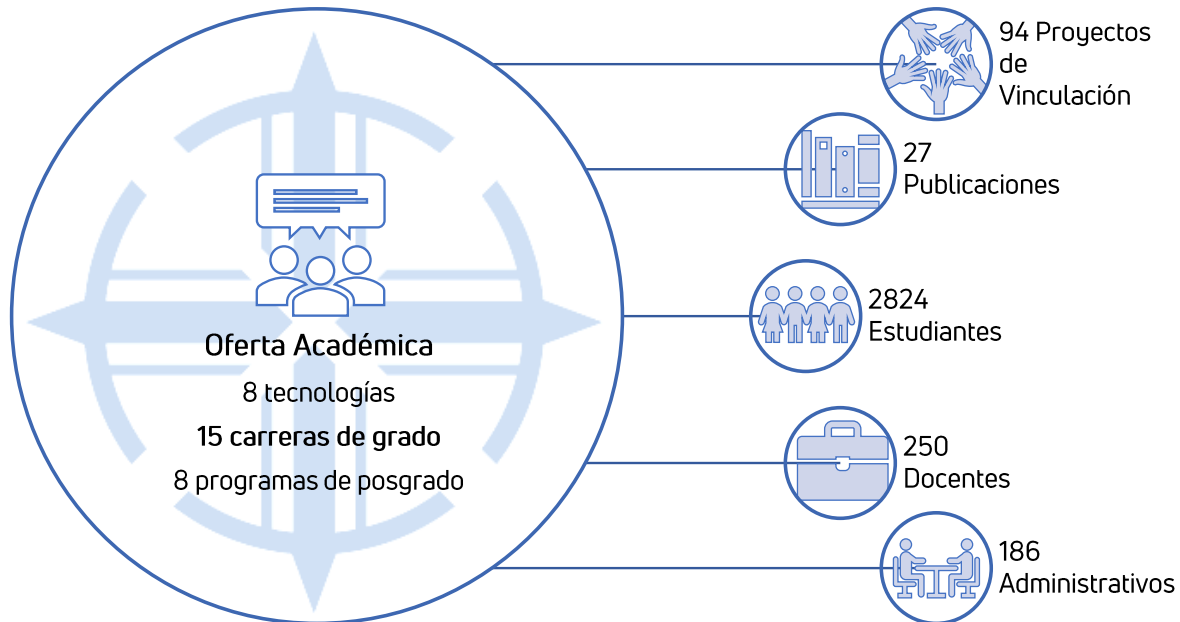 Oferta Académica
8 tecnologías
15 carreras de grado
8 programas de posgrado
94 Proyectos
de
Vinculación
27
Publicaciones
2824
Estudiantes
250
Docentes
186
Administrativos